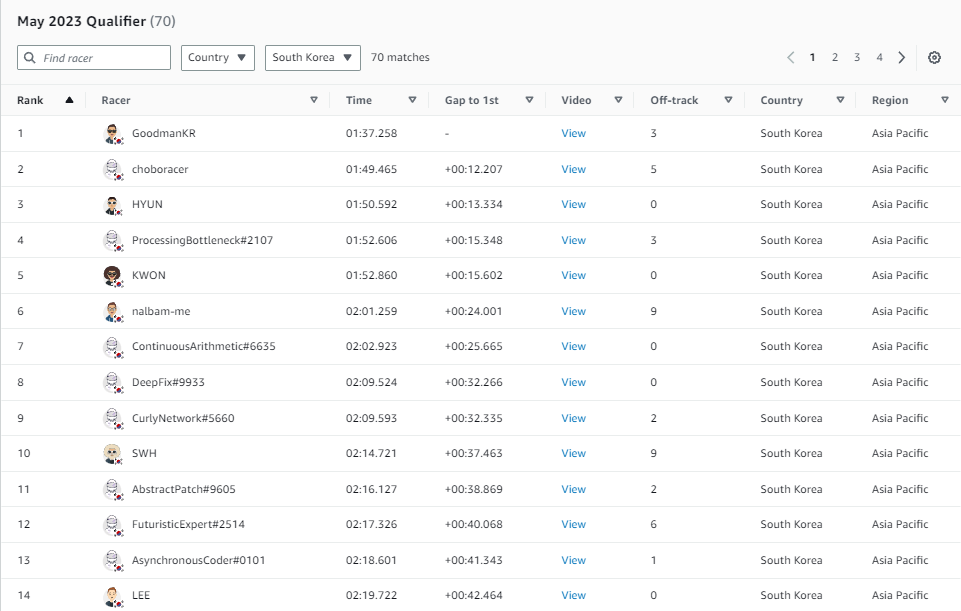 May 2023 Qualifier (70)
Find racer Country South Korea 70 matches 1 2 3 4
Rank Racer Time Gap to 1st Video Off-track Country Region
1 GoodmanKR 01:37.258 - View 3 South Korea Asia Pacific
2 choboracer 01:49.465 +00:12.207 View 5 South Korea Asia Pacific
3 HYUN 01:50.592 +00:13.334 View 0 South Korea Asia Pacific
4 ProcessingBottleneck#2107 01:52.606 +00:15.348 View 3 South Korea Asia Pacific
5 KWON 01:52.860 +00:15.602 View 0 South Korea Asia Pacific
6 nalbam-me 02:01.259 +00:24.001 View 9 South Korea Asia Pacific
7 ContinuousArithmetic#6635 02:02.923 +00:25.665 View 0 South Korea Asia Pacific
8 DeepFix#9933 02:09.524 +00:32.266 View 0 South Korea Asia Pacific
9 CurlyNetwork#5660 02:09.593 +00:32.335 View 2 South Korea Asia Pacific
10 SWH 02:14.721 +00:37.463 View 9 South Korea Asia Pacific
11 AbstractPatch#9605 02:16.127 +00:38.869 View 2 South Korea Asia Pacific
12 FuturisticExpert#2514 02:17.326 +00:40.068 View 6 South Korea Asia Pacific
13 AsynchronousCoder#0101 02:18.601 +00:41.343 View 1 South Korea Asia Pacific
14 LEE 02:19.722 +00:42.464 View 0 South Korea Asia Pacific